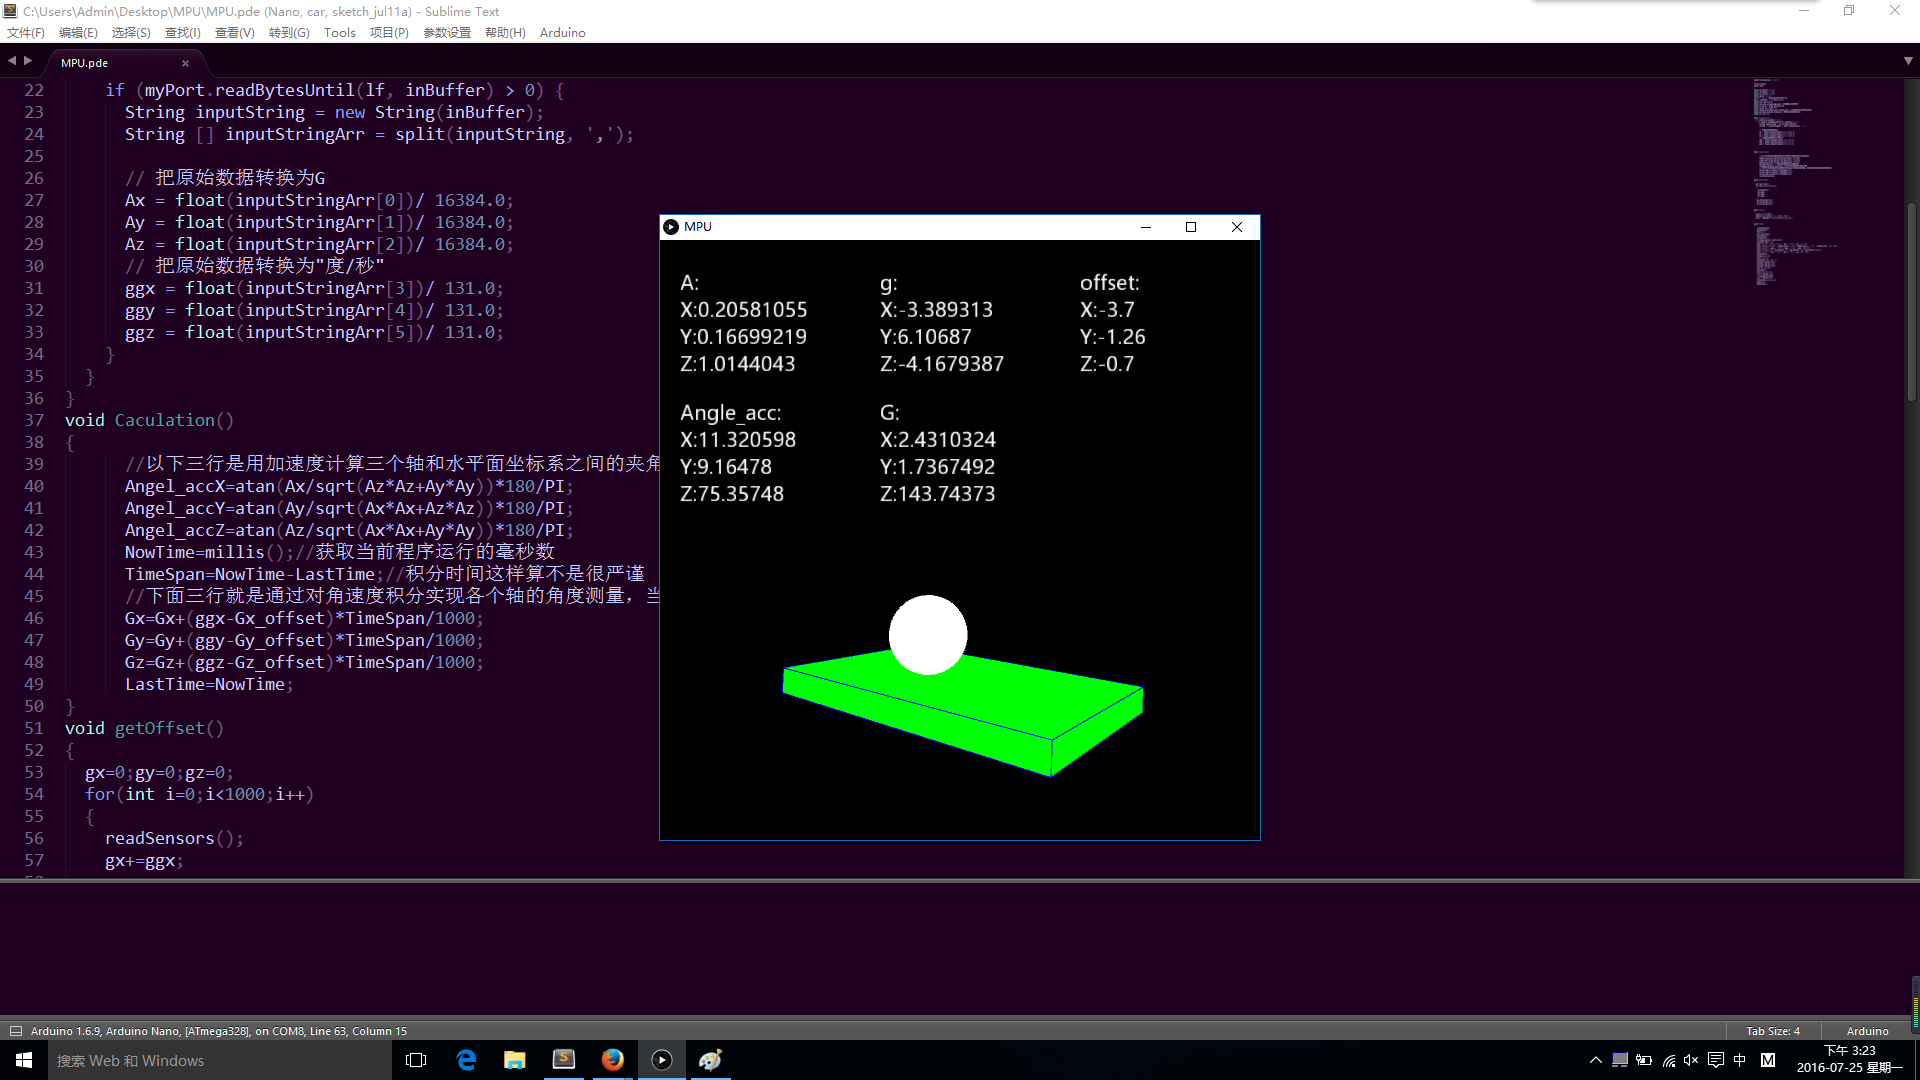 C:\Users\Admin\Desktop\MPU\MPU.pde (Nano, car, sketch_jul11a) - Sublime Text
文件(F) 编辑(E) 选择(S) 查找(I) 查看(V) 转到(G) Tools 项目(P) 参数设置 帮助(H) Arduino
MPU.pde
22 if (myPort.readBytesUntil(lf, inBuffer) > 0) {
23 String inputString = new String(inBuffer);
24 String [] inputStringArr = split(inputString, ',');
25
26 // 把原始数据转换为G
27 Ax = float(inputStringArr[0])/ 16384.0;
28 Ay = float(inputStringArr[1])/ 16384.0;
29 Az = float(inputStringArr[2])/ 16384.0;
30 // 把原始数据转换为"度/秒"
31 ggx = float(inputStringArr[3])/ 131.0;
32 ggy = float(inputStringArr[4])/ 131.0;
33 ggz = float(inputStringArr[5])/ 131.0;
34 }
35 }
36 }
37 void Caculation()
38 {
39 //以下三行是用加速度计算三个轴和水平面坐标系之间的夹角
40 Angel_accX=atan(Ax/sqrt(Az*Az+Ay*Ay))*180/PI;
41 Angel_accY=atan(Ay/sqrt(Ax*Ax+Az*Az))*180/PI;
42 Angel_accZ=atan(Az/sqrt(Ax*Ax+Ay*Ay))*180/PI;
43 NowTime=millis();//获取当前程序运行的毫秒数
44 TimeSpan=NowTime-LastTime;//积分时间这样算不是很严谨
45 //下面三行就是通过对角速度积分实现各个轴的角度测量，当
46 Gx=Gx+(ggx-Gx_offset)*TimeSpan/1000;
47 Gy=Gy+(ggy-Gy_offset)*TimeSpan/1000;
48 Gz=Gz+(ggz-Gz_offset)*TimeSpan/1000;
49 LastTime=NowTime;
50 }
51 void getOffset()
52 {
53 gx=0;gy=0;gz=0;
54 for(int i=0;i<1000;i++)
55 {
56 readSensors();
57 gx+=ggx;
MPU
A:
X:0.20581055
Y:0.16699219
Z:1.0144043
g:
X:-3.389313
Y:6.10687
Z:-4.1679387
offset:
X:-3.7
Y:-1.26
Z:-0.7
Angle_acc:
X:11.320598
Y:9.16478
Z:75.35748
G:
X:2.4310324
Y:1.7367492
Z:143.74373
Arduino 1.6.9, Arduino Nano, [ATmega328], on COM8, Line 63, Column 15
Tab Size: 4
Arduino
搜索 Web 和 Windows
中
M
下午 3:23
2016-07-25 星期一